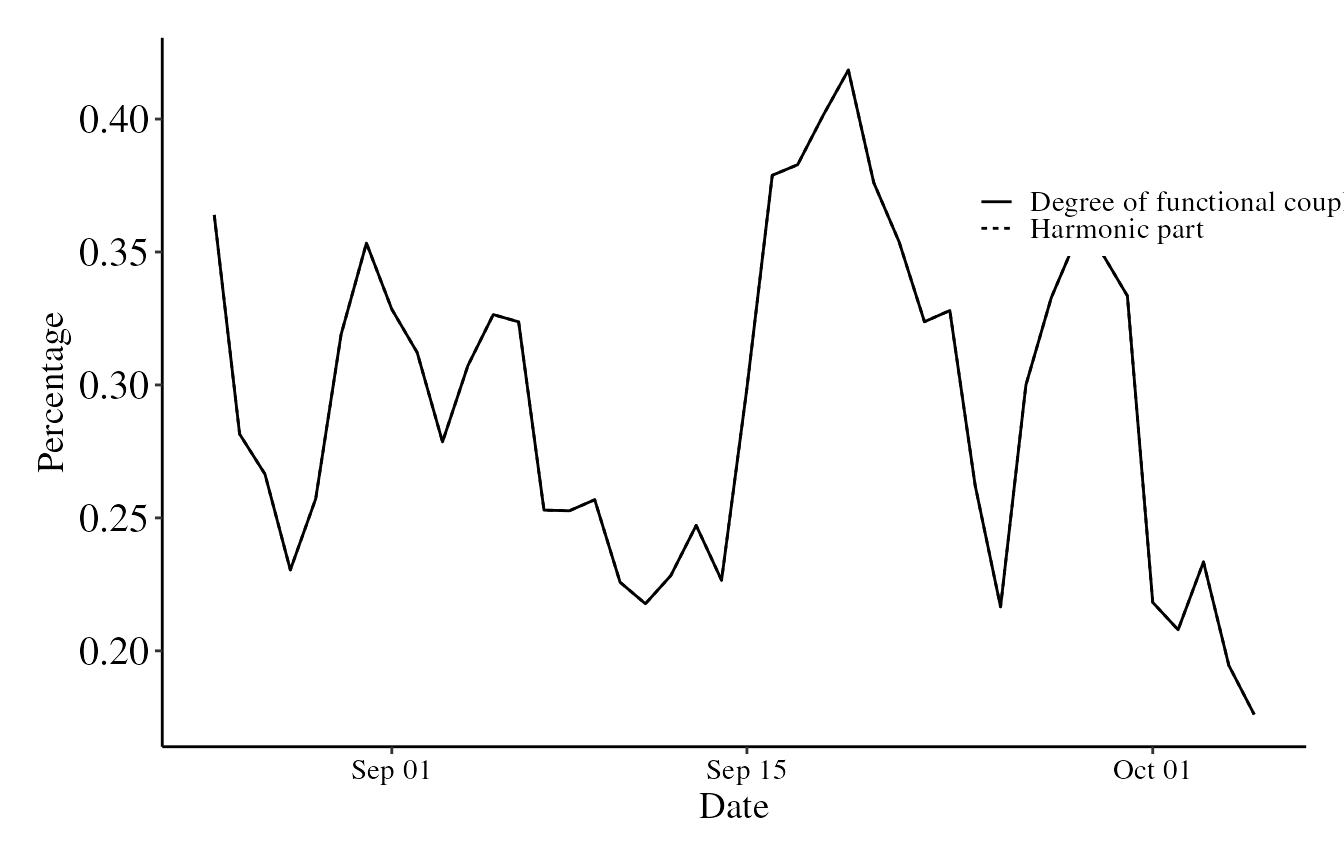 0.40
0.35
0.30
0.25
0.20
Percentage
Degree of functional
Harmonic part
Sep 01
Sep 15
Oct 01
Date